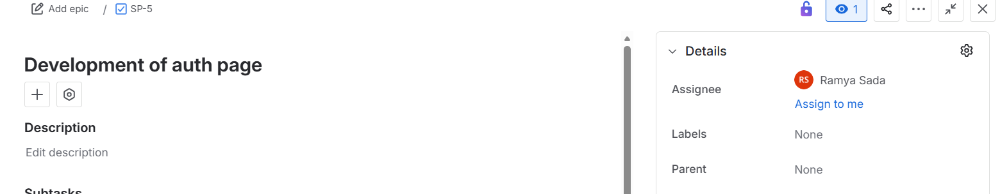 Add epic / SP-5
1
Development of auth page
Description
Edit description
Subtasks
Details
Assignee
RS Ramya Sada
Assign to me
Labels None
Parent None